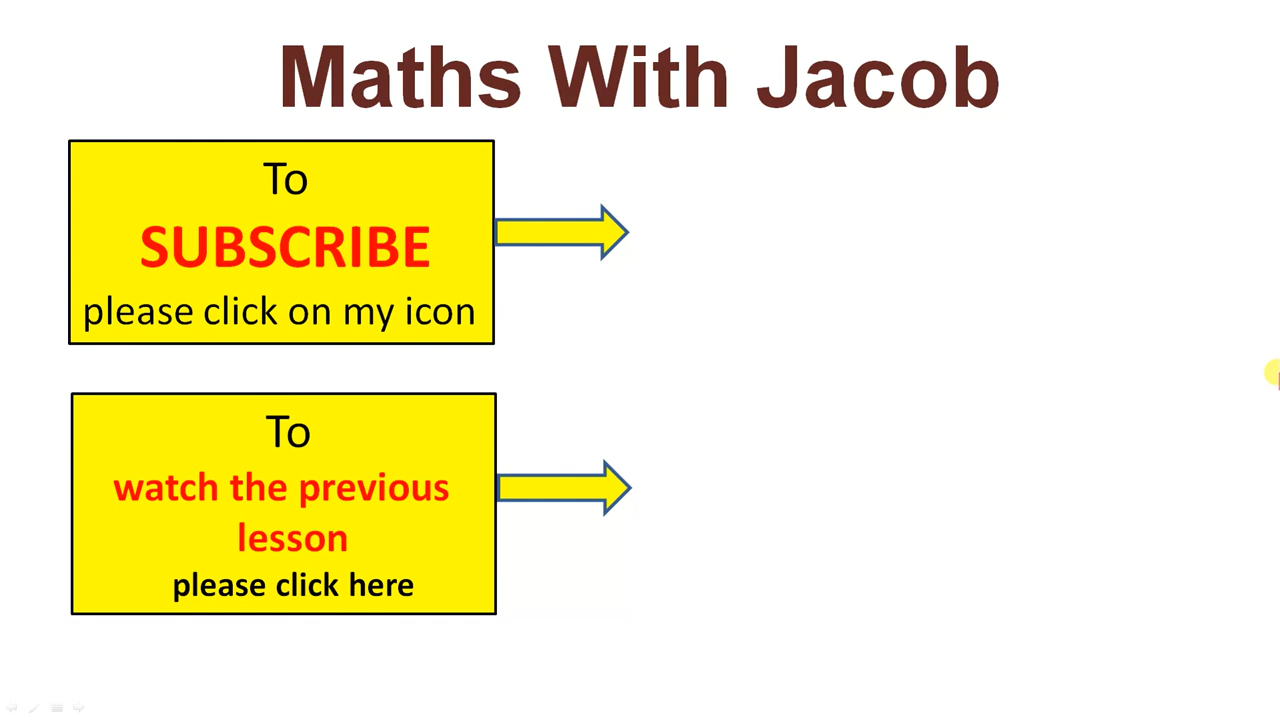 Maths With Jacob
To
SUBSCRIBE
please click on my icon
To
watch the previous
lesson
please click here